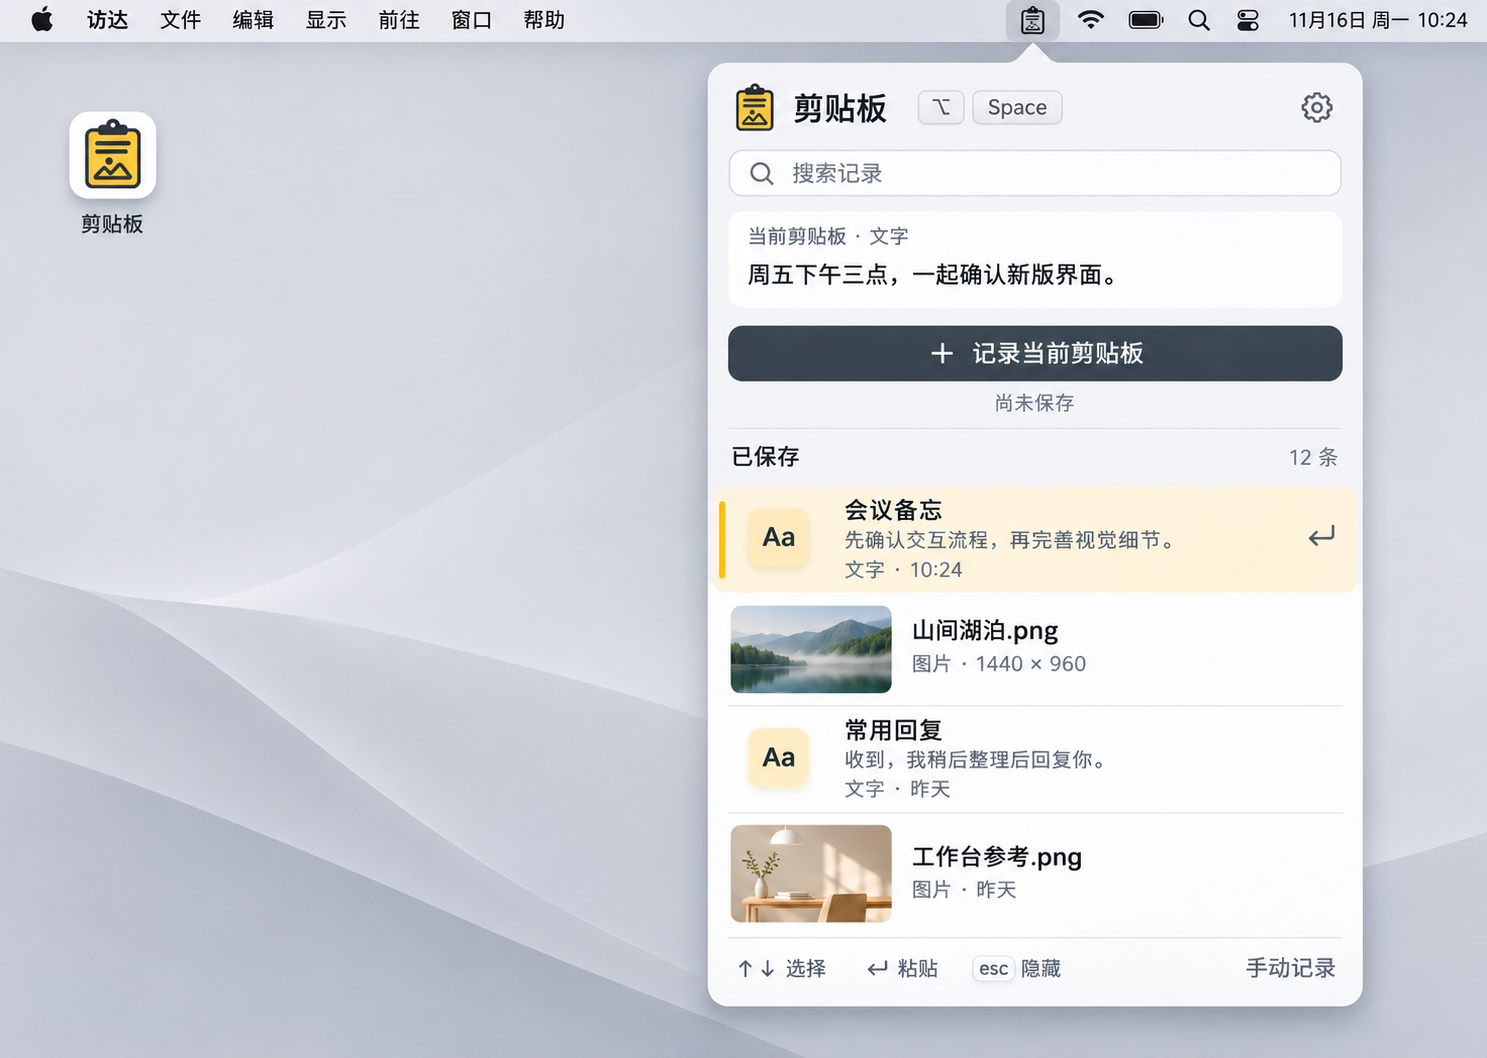 访达 文件 编辑 显示 前往 窗口 帮助 11月16日 周一 10:24
剪贴板
剪贴板 ⌥ Space
搜索记录
当前剪贴板 · 文字
周五下午三点，一起确认新版界面。
+ 记录当前剪贴板
尚未保存
已保存 12 条
Aa
会议备忘
先确认交互流程，再完善视觉细节。
文字 · 10:24
山间湖泊.png
图片 · 1440 × 960
Aa
常用回复
收到，我稍后整理后回复你。
文字 · 昨天
工作台参考.png
图片 · 昨天
↑ ↓ 选择 ↵ 粘贴 esc 隐藏 手动记录